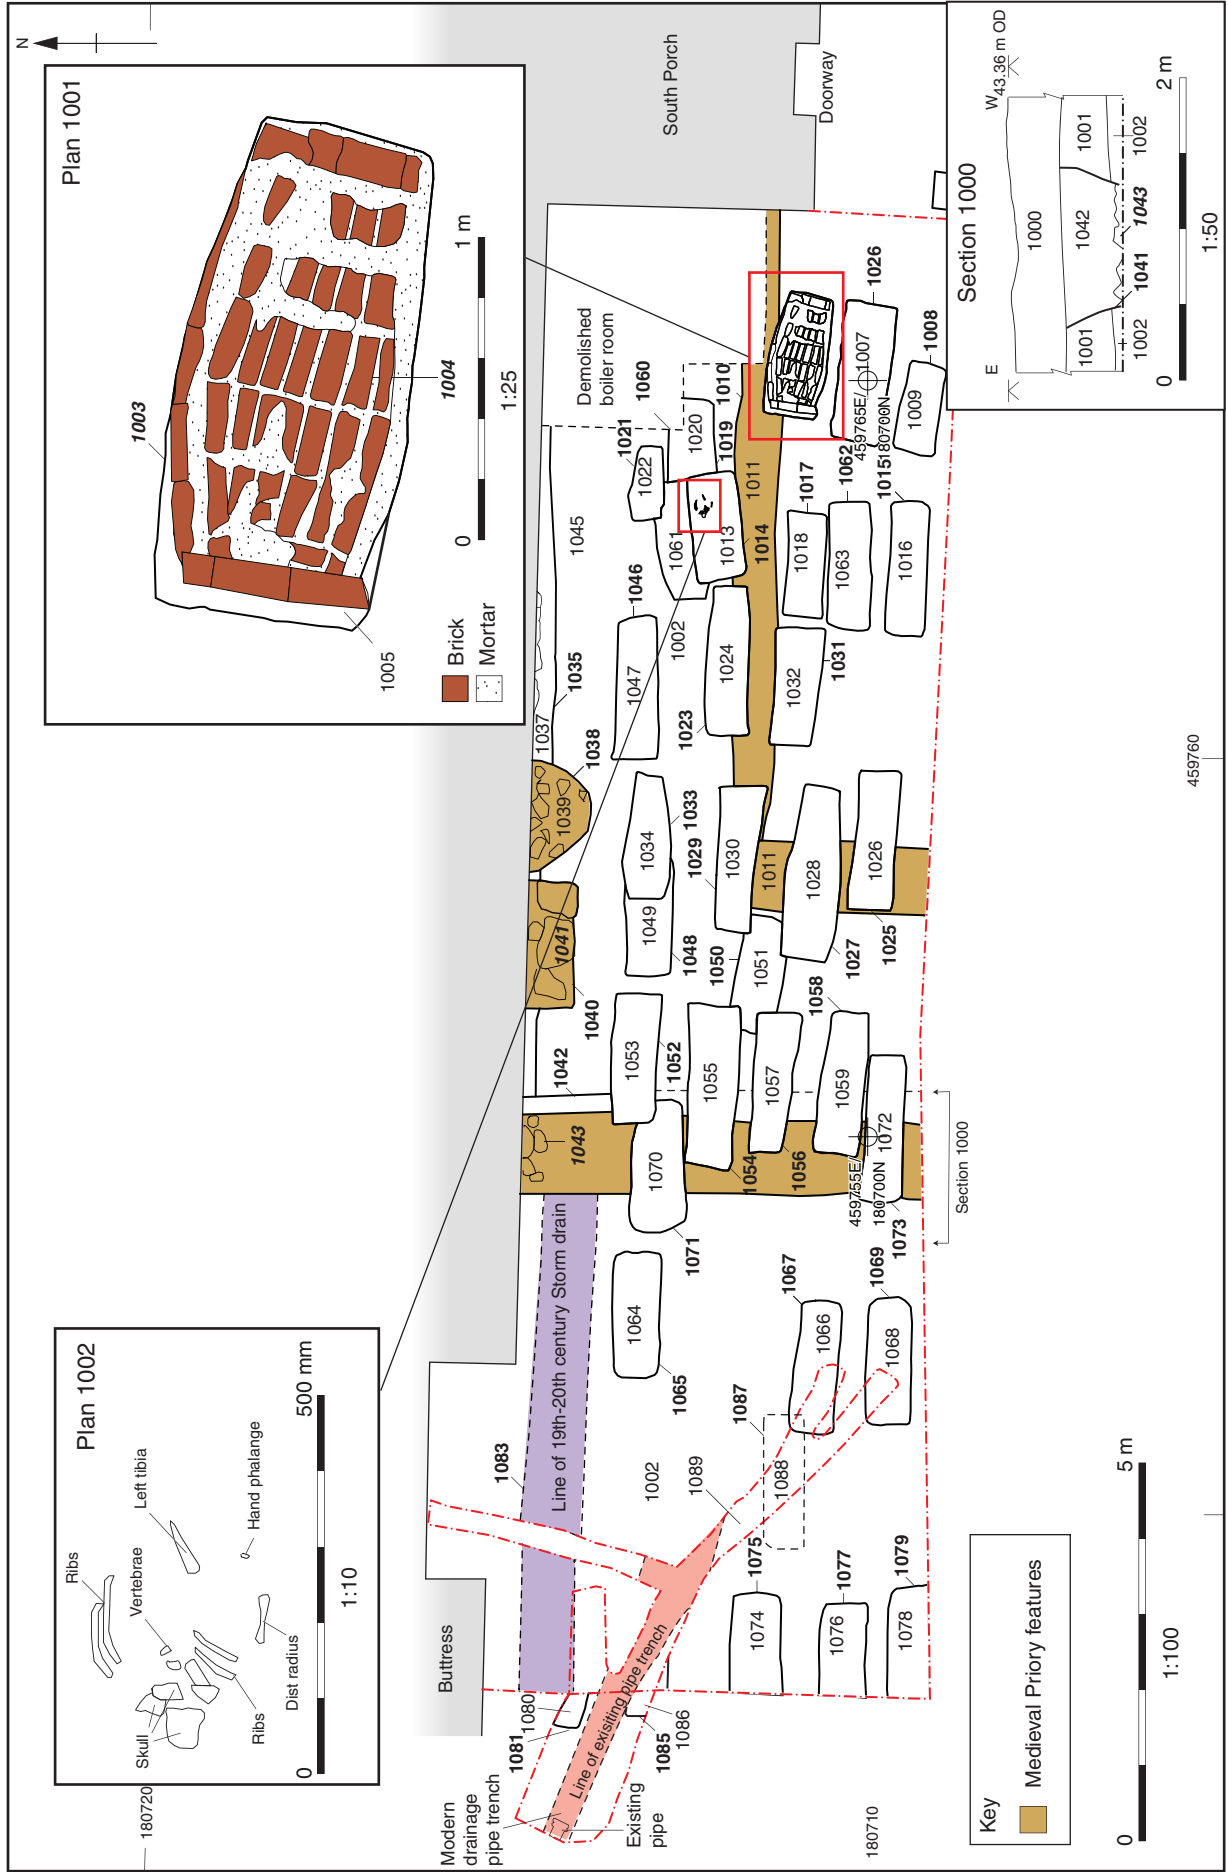 N
Plan 1002
Ribs
Vertebrae
Left tibia
Skull
Ribs
Dist radius
Hand phalange
0
500 mm
1:10
Plan 1001
1003
1004
1005
0
1 m
1:25
Brick
Mortar
180720
180710
459760
South Porch
Doorway
Demolished
boiler room
Buttress
Modern
drainage
pipe trench
Existing
pipe
Line of exisiting pipe trench
Line of 19th-20th century Storm drain
1083
1081
1080
1085
1086
1002
1089
1087
1088
1075
1074
1077
1076
1079
1078
1064
1065
1067
1066
1069
1068
1043
1042
1070
1071
1053
1052
1055
1054
1057
1056
1058
1059
1072
1073
459755E/
180700N
Section 1000
1041
1040
1039
1038
1037
1035
1045
1034
1033
1049
1048
1029
1030
1050
1051
1011
1028
1027
1026
1025
1046
1047
1002
1023
1024
1032
1031
1021
1022
1060
1061
1020
1019
1010
1013
1014
1011
1017
1018
1062
1063
1015
1016
1026
1007
459765E/
180700N
1008
1009
Section 1000
E
W
43.36 m OD
1000
1001
1042
1001
1002
1041
1043
1002
0
2 m
1:50
Key
Medieval Priory features
0
5 m
1:100